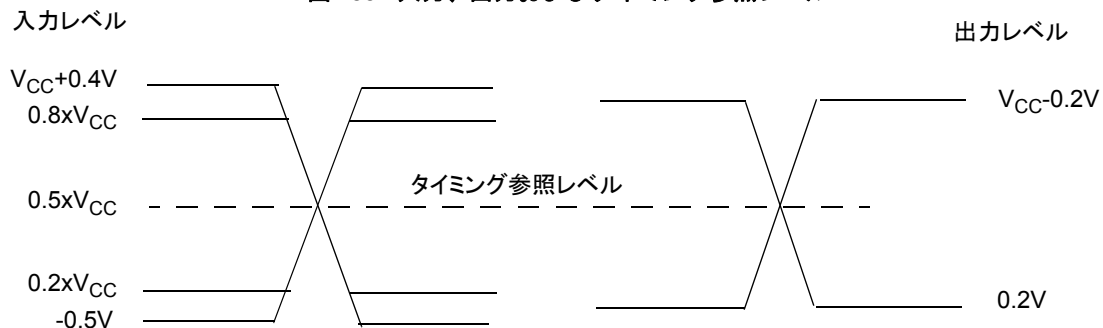 入力レベル
出力レベル
VCC+0.4V
VCC-0.2V
0.8xVCC
タイミング参照レベル
0.5xVCC
0.2xVCC
0.2V
-0.5V